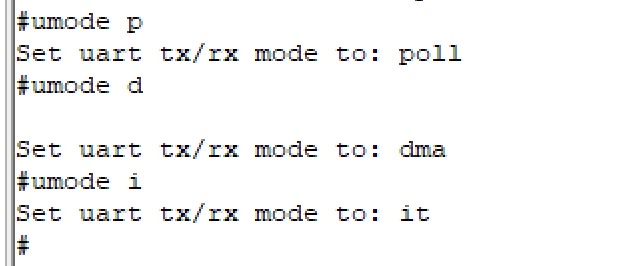 #umode p
Set uart tx/rx mode to: poll
#umode d
Set uart tx/rx mode to: dma
#umode i
Set uart tx/rx mode to: it
#